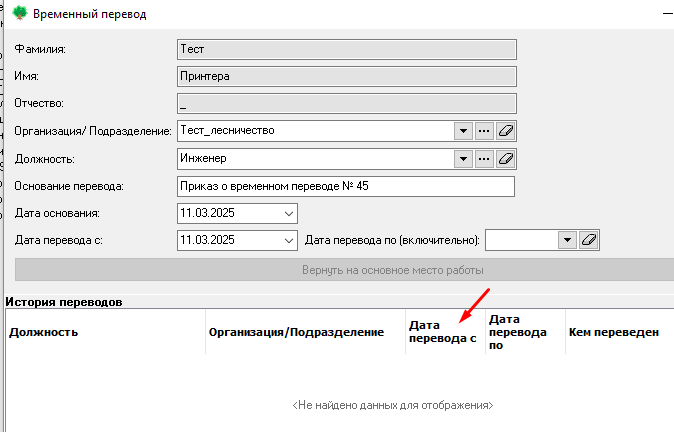 Временный перевод
Фамилия: Тест
Имя: Принтера
Отчество: _
Организация/ Подразделение: Тест_лесничество
Должность: Инженер
Основание перевода: Приказ о временном переводе № 45
Дата основания: 11.03.2025
Дата перевода с: 11.03.2025 Дата перевода по (включительно):
Вернуть на основное место работы
История переводов
Должность Организация/Подразделение Дата перевода с Дата перевода по Кем переведен
<Не найдено данных для отображения>